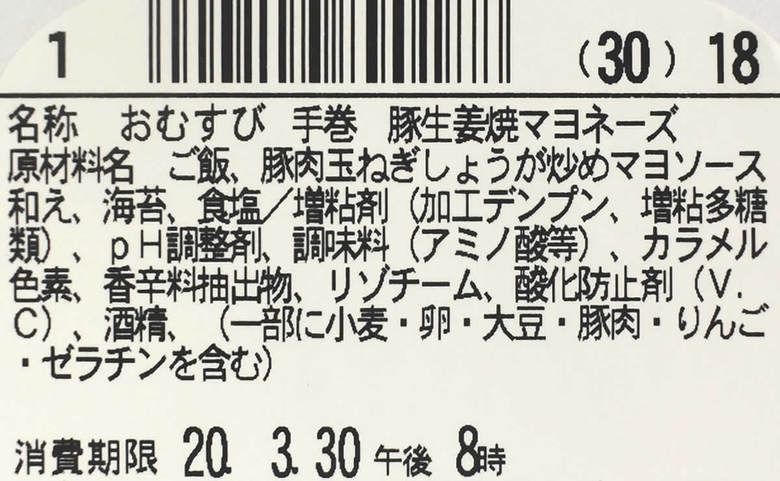 1 (30) 18
名称 おむすび 手巻 豚生姜焼マヨネーズ
原材料名 ご飯、豚肉玉ねぎしょうが炒めマヨソース
和え、海苔、食塩／増粘剤（加工デンプン、増粘多糖
類）、pH調整剤、調味料（アミノ酸等）、カラメル
色素、香辛料抽出物、リゾチーム、酸化防止剤（V.
C）、酒精、（一部に小麦・卵・大豆・豚肉・りんご
・ゼラチンを含む）
消費期限 20. 3.30 午後 8時